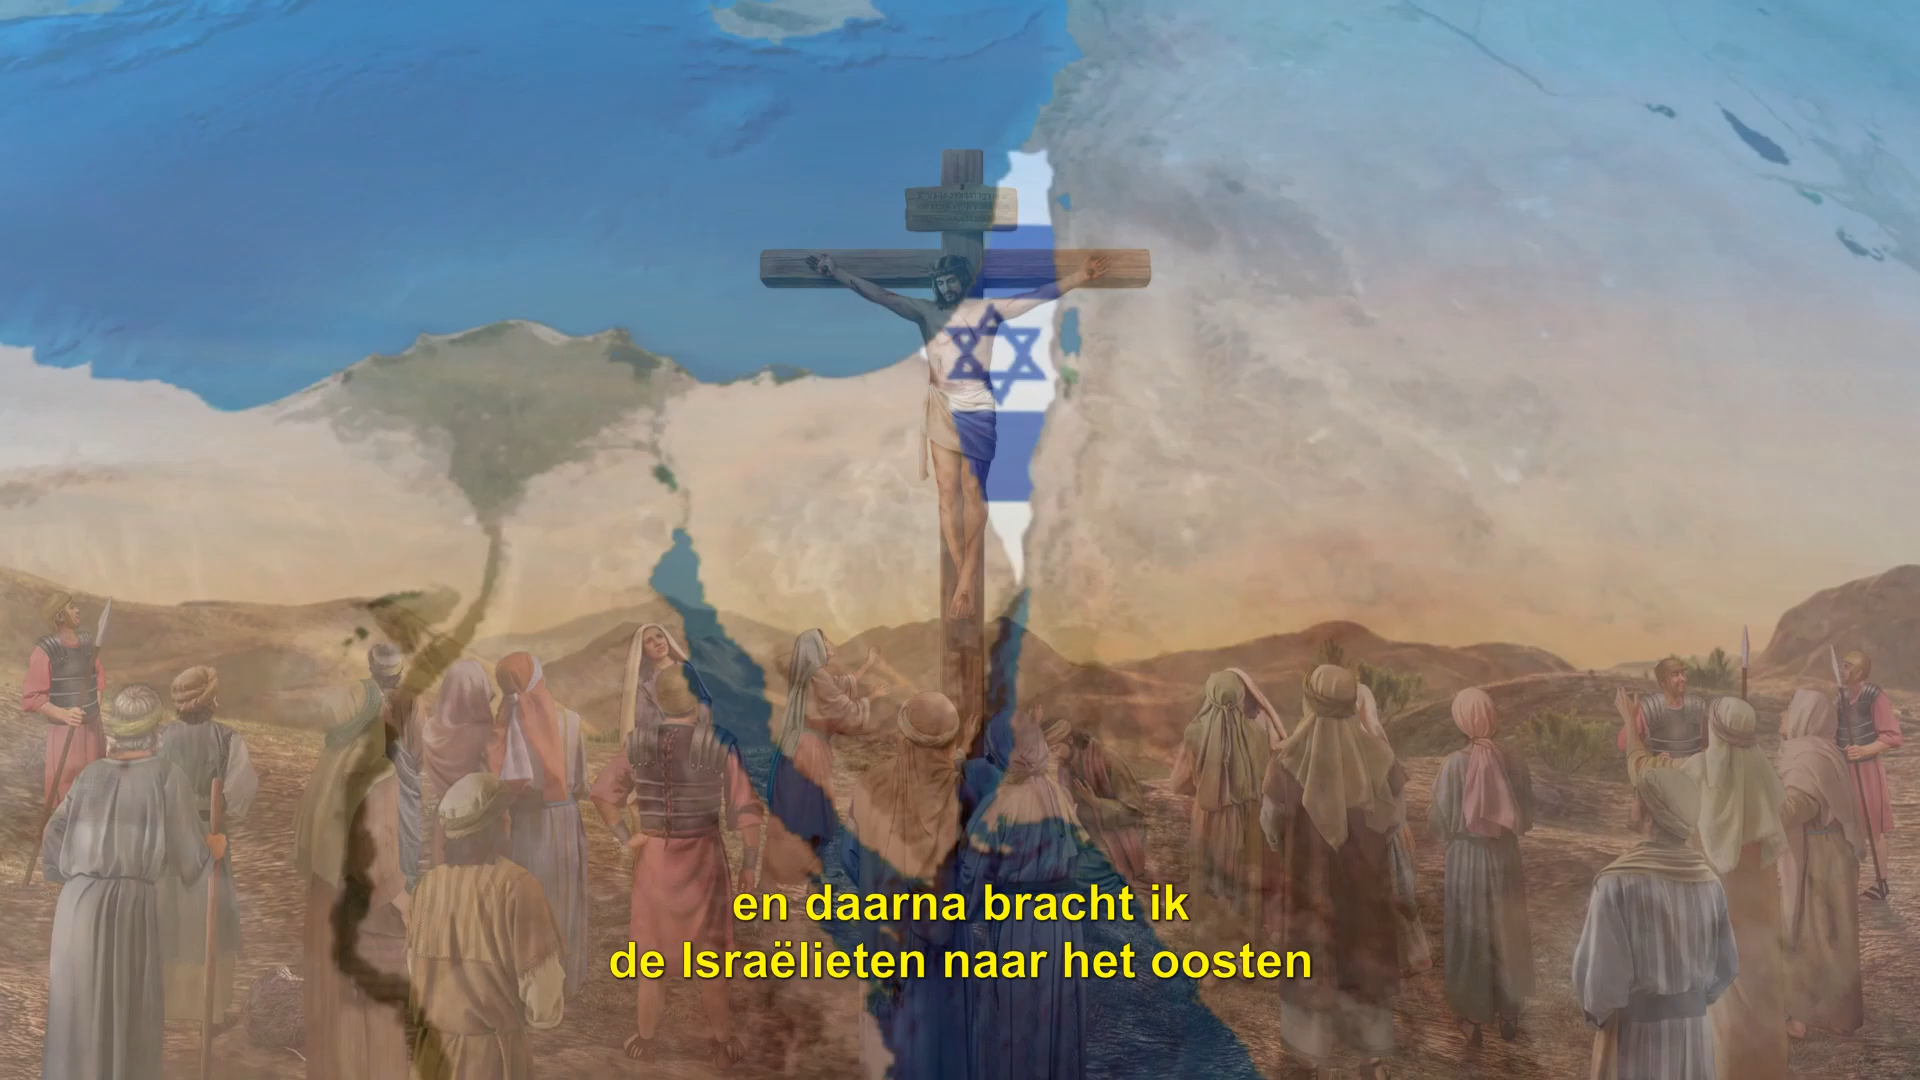 en daarna bracht ik
de Israëlieten naar het oosten